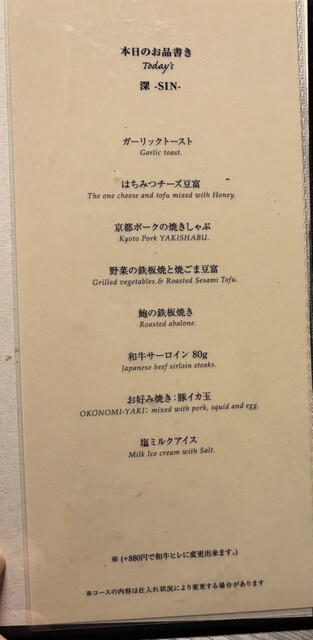 本日のお品書き
Today's
深 -SIN-
ガーリックトースト
Garlic toast.
はちみつチーズ豆富
The one cheese and tofu mixed with Honey.
京都ポークの焼きしゃぶ
Kyoto Pork YAKISHABU.
野菜の鉄板焼と焼ごま豆富
Grilled vegetables.& Roasted Sesami Tofu.
鮑の鉄板焼き
Roasted abalone.
和牛サーロイン 80g
Japanese beef sirloin steaks.
お好み焼き：豚イカ玉
OKONOMI-YAKI: mixed with pork, squid and egg.
塩ミルクアイス
Milk Ice cream with Salt.
※ (+880円で和牛ヒレに変更出来ます。)
※コースの内容は仕入れ状況により変更する場合があります